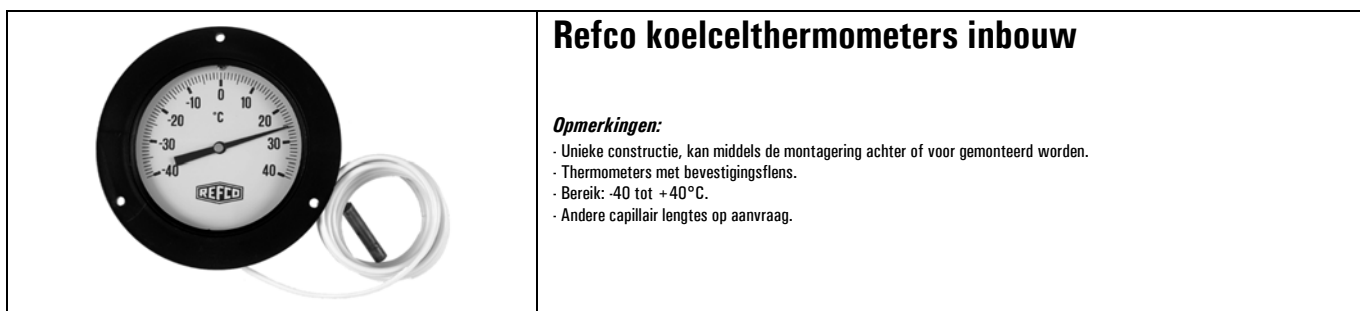 Refco koelcelthermometers inbouw
Opmerkingen:
- Unieke constructie, kan middels de montagering achter of voor gemonteerd worden.
- Thermometers met bevestigingsflens.
- Bereik: -40 tot +40°C.
- Andere capillair lengtes op aanvraag.
-10 0 10
°C
-20 20
-30 30
-40 40
REFCO